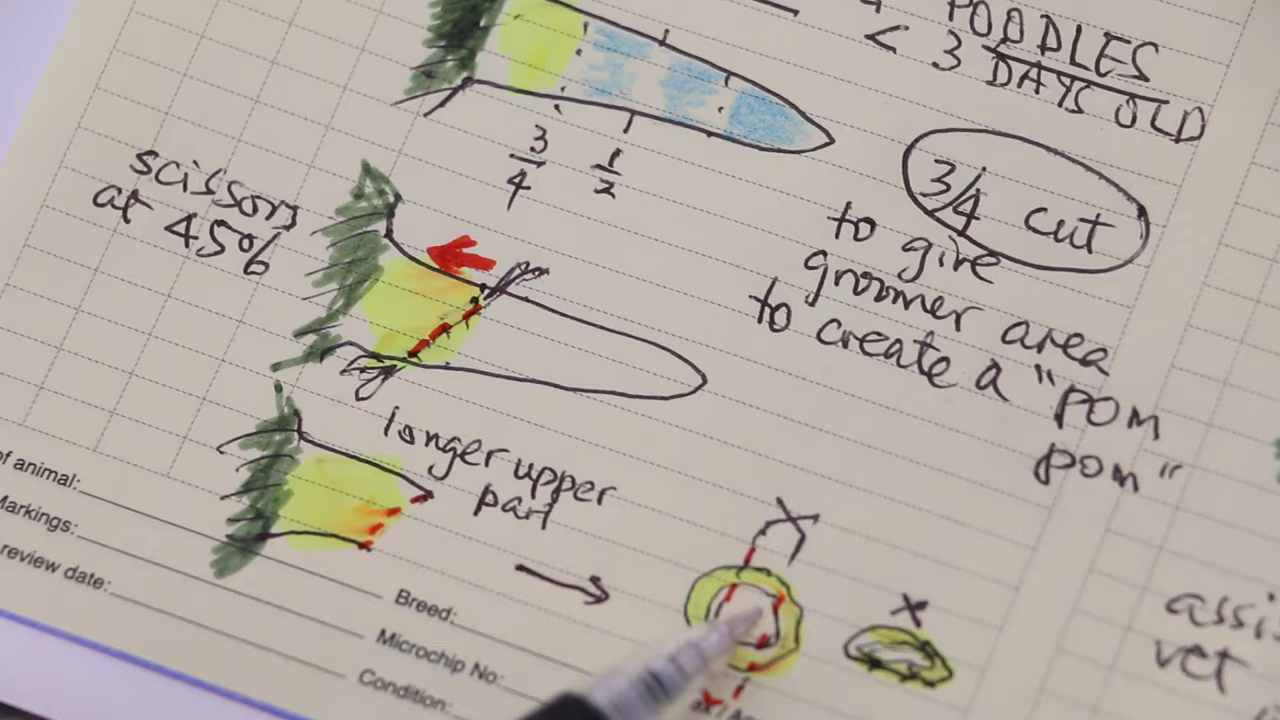 POODLES
< 3 DAYS OLD
3/4
1/2
3/4 cut
to give
groomer area
to create a "pom
pom"
scissors
at 45%
longer upper
part
X
x
of animal:
Markings:
review date:
Breed:
Microchip No:
Condition:
vet